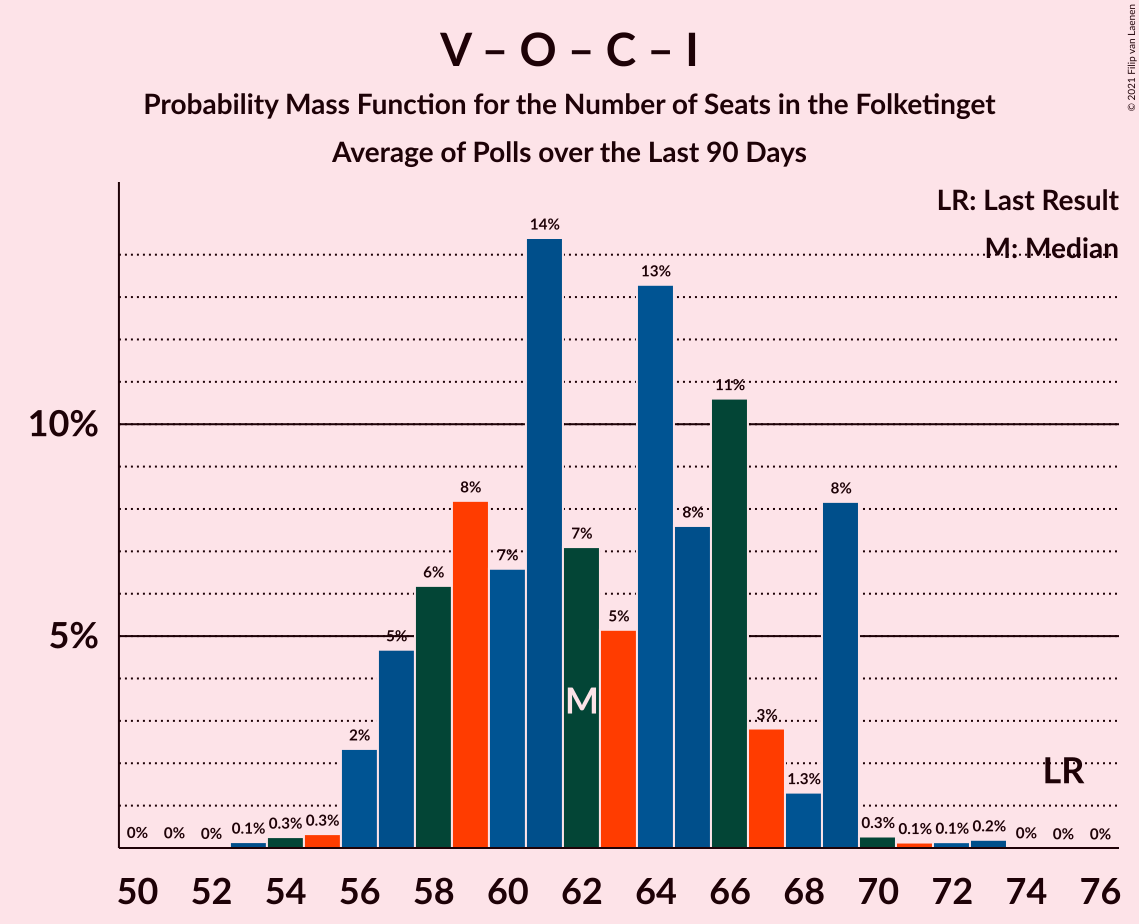 V – O – C – I
Probability Mass Function for the Number of Seats in the Folketinget
Average of Polls over the Last 90 Days
© 2021 Filip van Laenen
LR: Last Result
M: Median
14%
13%
11%
10%
8%
8%
8%
7%
7%
6%
5%
5%
5%
M
3%
2%
LR
1.3%
0% 0% 0% 0.1% 0.3% 0.3% 0.3% 0.1% 0.1% 0.2% 0% 0% 0%
50 52 54 56 58 60 62 64 66 68 70 72 74 76